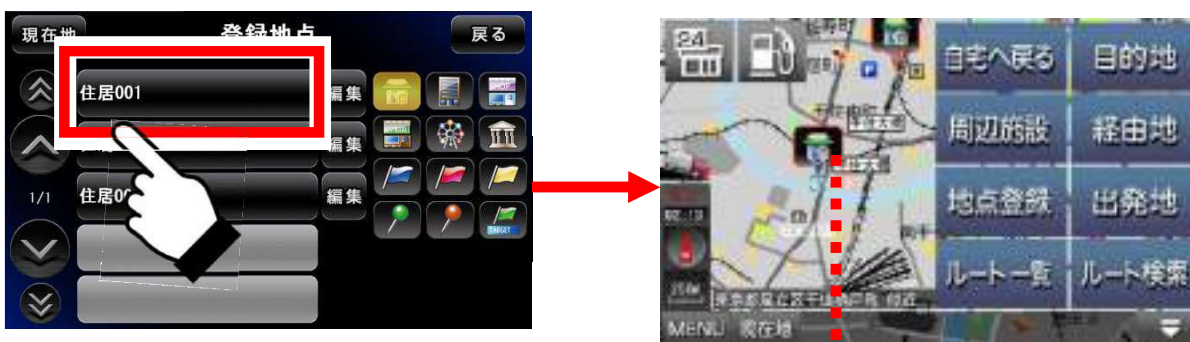 現在地
登録地点
戻る
住居001
編集
編集
1/1
住居00
編集
SHOP
TARGET
24
自宅へ戻る
目的地
周辺施設
経由地
地点登録
出発地
ルート一覧
ルート検索
MENU
現在地